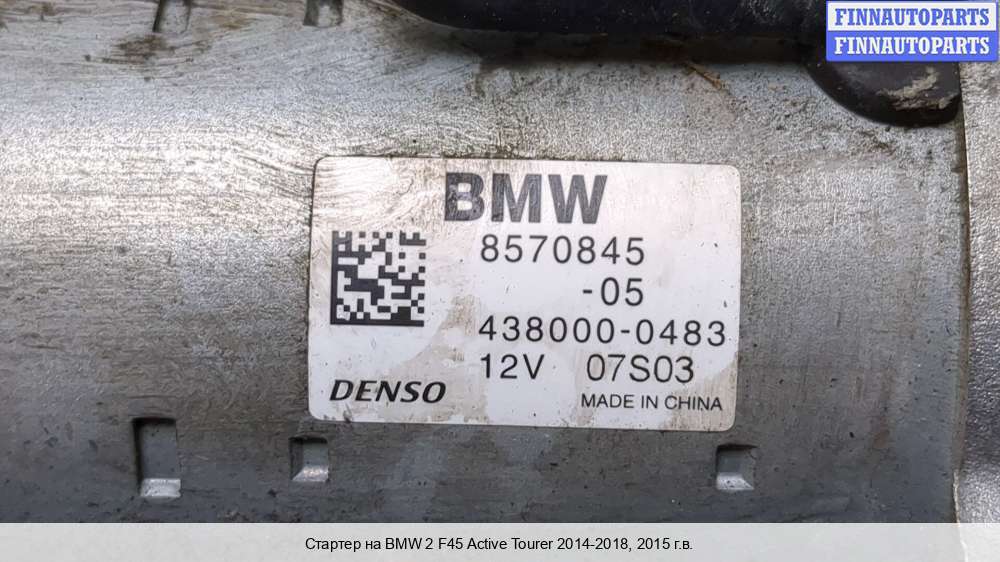 FINNAUTOPARTS
FINNAUTOPARTS
BMW
8570845
-05
438000-0483
12V 07S03
DENSO
MADE IN CHINA
Стартер на BMW 2 F45 Active Tourer 2014-2018, 2015 г.в.